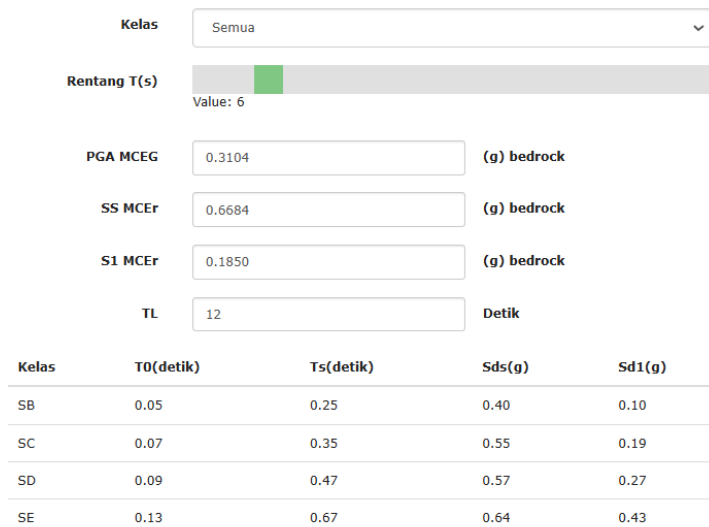 Kelas Semua
Rentang T(s)
Value: 6
PGA MCEG 0.3104 (g) bedrock
SS MCEr 0.6684 (g) bedrock
S1 MCEr 0.1850 (g) bedrock
TL 12 Detik
Kelas T0(detik) Ts(detik) Sds(g) Sd1(g)
SB 0.05 0.25 0.40 0.10
SC 0.07 0.35 0.55 0.19
SD 0.09 0.47 0.57 0.27
SE 0.13 0.67 0.64 0.43